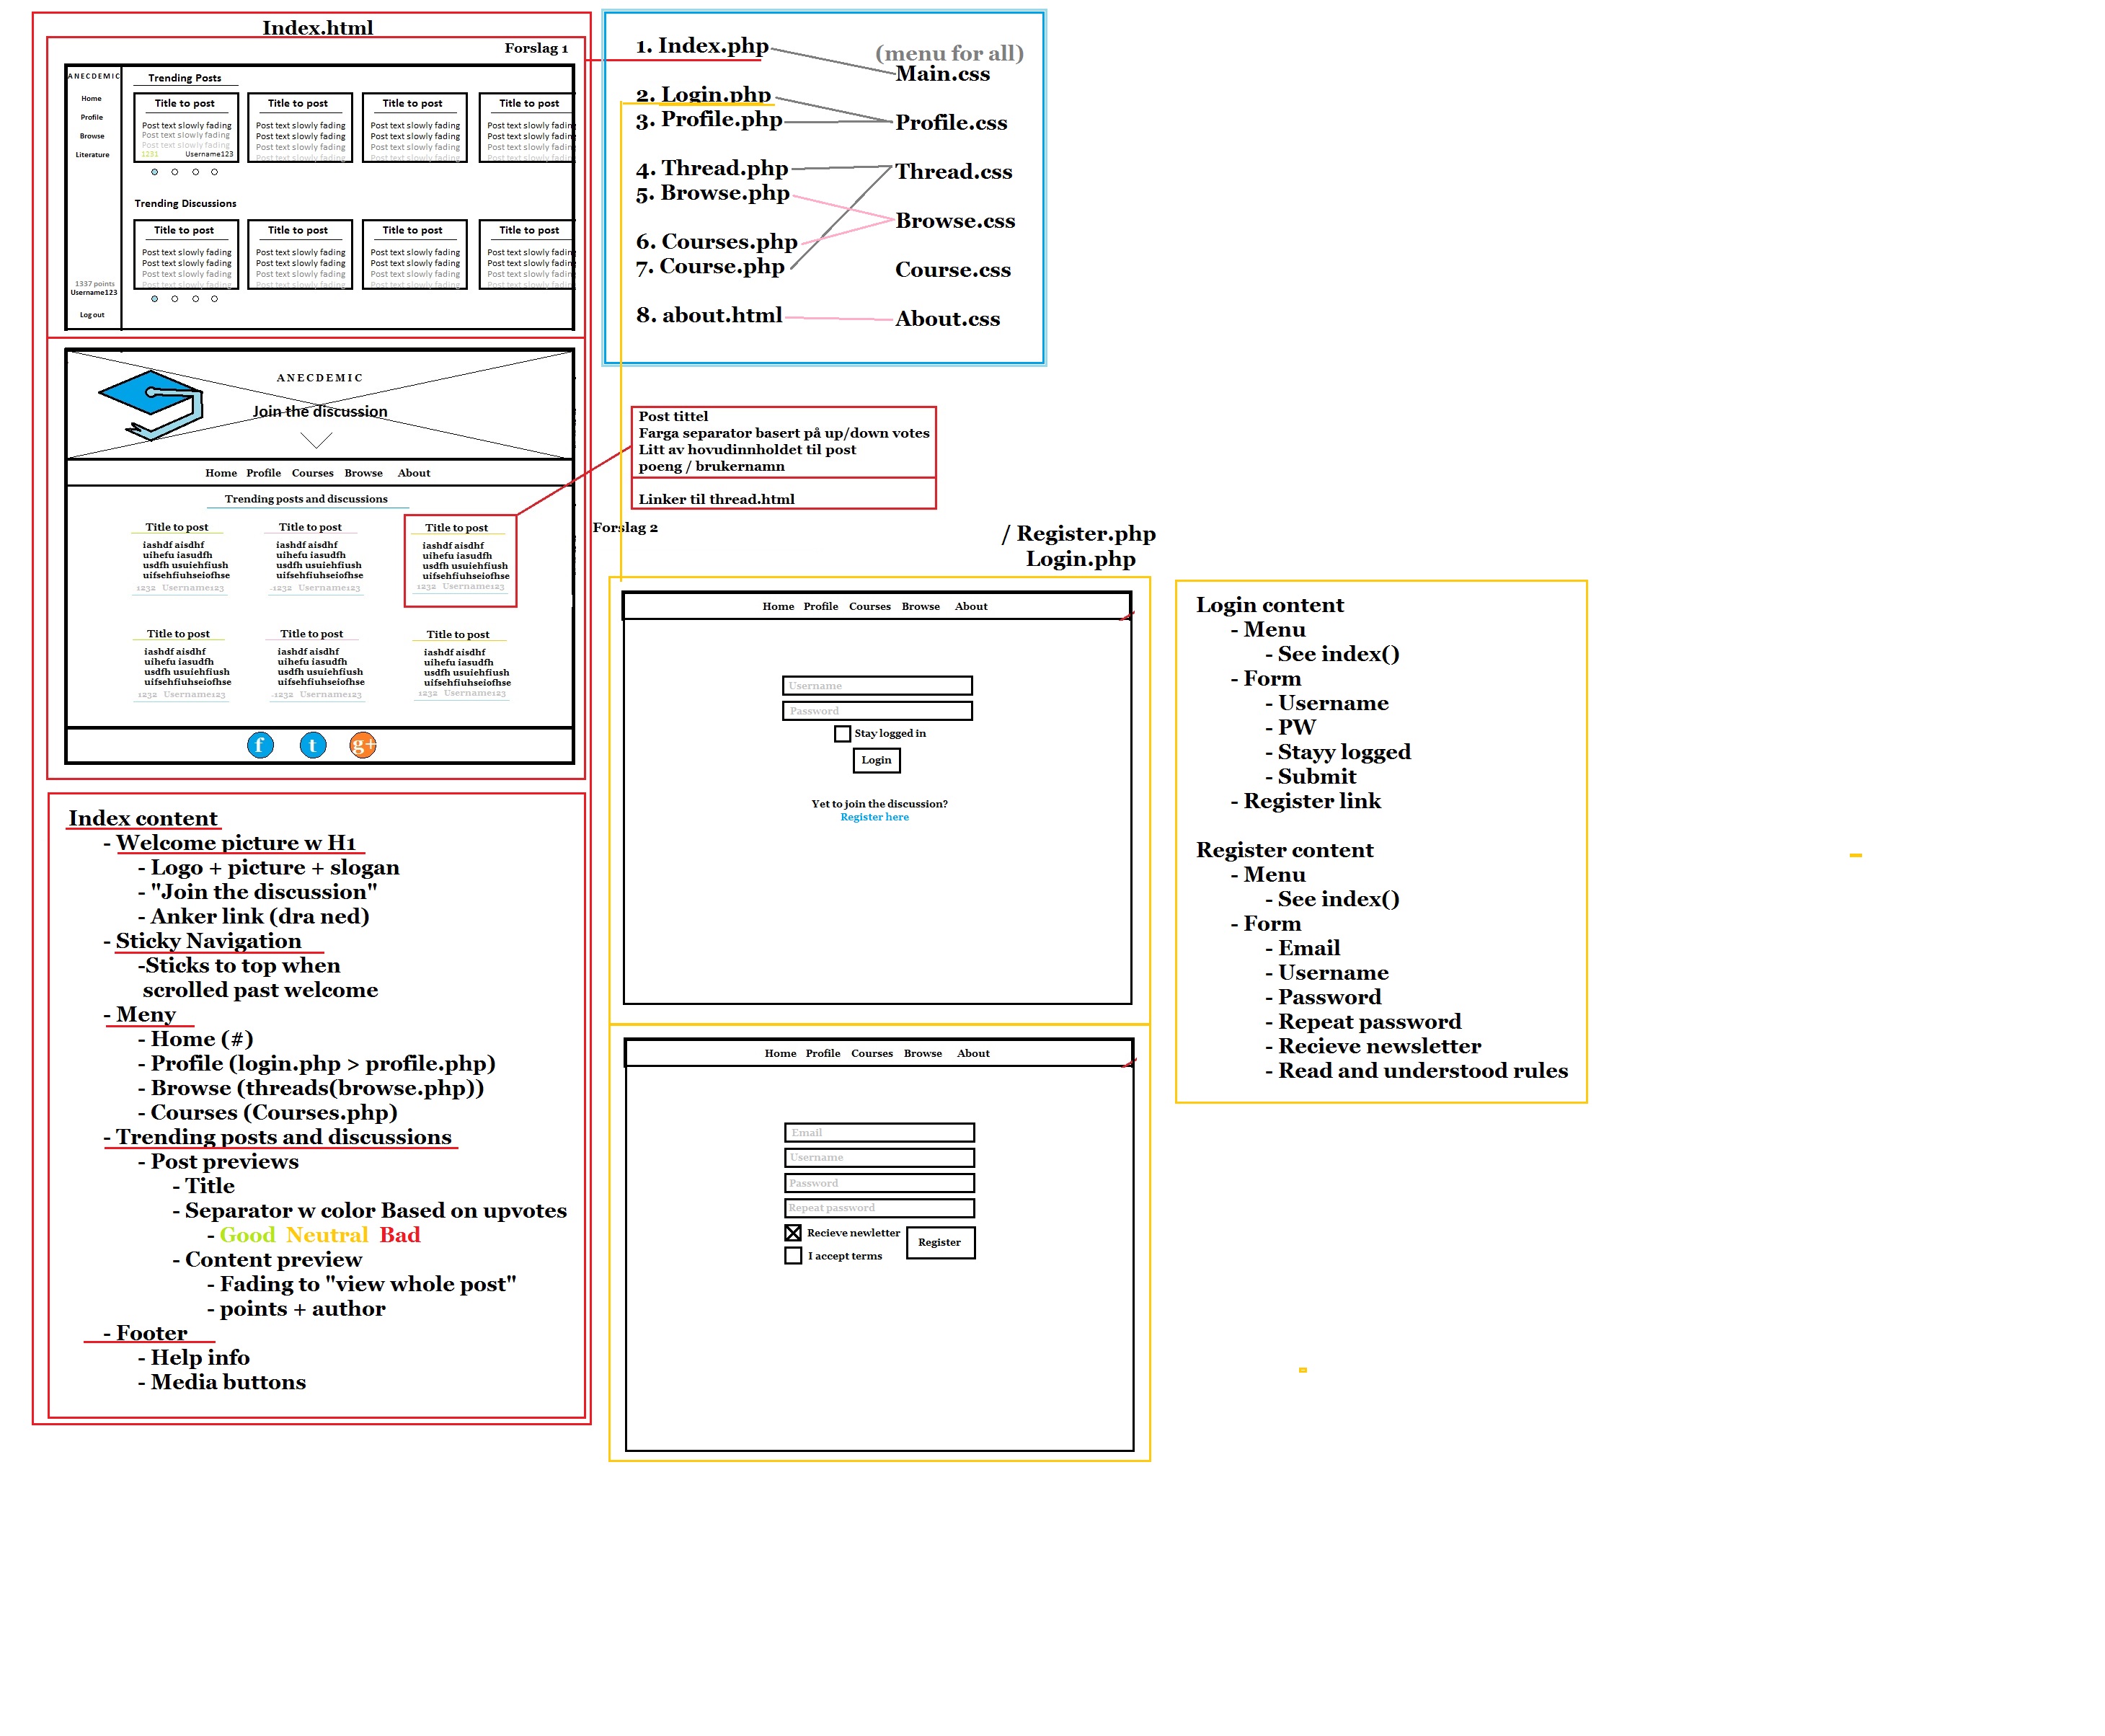 Index.html
Forslag 1
ANECDEMIC
Home
Profile
Browse
Literature
1337 points
Username123
Log out
Trending Posts
Title to post
Post text slowly fading
Post text slowly fading
Post text slowly fading
1231 Username123
Title to post
Post text slowly fading
Post text slowly fading
Post text slowly fading
Post text slowly fading
Title to post
Post text slowly fading
Post text slowly fading
Post text slowly fading
Post text slowly fading
Title to post
Post text slowly fading
Post text slowly fading
Post text slowly fading
Post text slowly fading
Trending Discussions
Title to post
Post text slowly fading
Post text slowly fading
Post text slowly fading
Post text slowly fading
Title to post
Post text slowly fading
Post text slowly fading
Post text slowly fading
Post text slowly fading
Title to post
Post text slowly fading
Post text slowly fading
Post text slowly fading
Post text slowly fading
Title to post
Post text slowly fading
Post text slowly fading
Post text slowly fading
Post text slowly fading
1. Index.php
2. Login.php
3. Profile.php
4. Thread.php
5. Browse.php
6. Courses.php
7. Course.php
8. about.html
(menu for all)
Main.css
Profile.css
Thread.css
Browse.css
Course.css
About.css
ANECDEMIC
Join the discussion
Home Profile Courses Browse About
Trending posts and discussions
Title to post
iashdf aisdhf
uihefu iasudfh
usdfh usuiehfiush
uifsehfiuhseiofhse
1232 Username123
Title to post
iashdf aisdhf
uihefu iasudfh
usdfh usuiehfiush
uifsehfiuhseiofhse
-1232 Username123
Title to post
iashdf aisdhf
uihefu iasudfh
usdfh usuiehfiush
uifsehfiuhseiofhse
1232 Username123
Title to post
iashdf aisdhf
uihefu iasudfh
usdfh usuiehfiush
uifsehfiuhseiofhse
1232 Username123
Title to post
iashdf aisdhf
uihefu iasudfh
usdfh usuiehfiush
uifsehfiuhseiofhse
-1232 Username123
Title to post
iashdf aisdhf
uihefu iasudfh
usdfh usuiehfiush
uifsehfiuhseiofhse
1232 Username123
f t g+
Post tittel
Farga separator basert på up/down votes
Litt av hovudinnholdet til post
poeng / brukernamn
Linker til thread.html
Forslag 2
Index content
- Welcome picture w H1
- Logo + picture + slogan
- "Join the discussion"
- Anker link (dra ned)
- Sticky Navigation
-Sticks to top when
scrolled past welcome
- Meny
- Home (#)
- Profile (login.php > profile.php)
- Browse (threads(browse.php))
- Courses (Courses.php)
- Trending posts and discussions
- Post previews
- Title
- Separator w color Based on upvotes
- Good Neutral Bad
- Content preview
- Fading to "view whole post"
- points + author
- Footer
- Help info
- Media buttons
/ Register.php
Login.php
Home Profile Courses Browse About
Username
Password
Stay logged in
Login
Yet to join the discussion?
Register here
Home Profile Courses Browse About
Email
Username
Password
Repeat password
Recieve newletter
I accept terms
Register
Login content
- Menu
- See index()
- Form
- Username
- PW
- Stayy logged
- Submit
- Register link
Register content
- Menu
- See index()
- Form
- Email
- Username
- Password
- Repeat password
- Recieve newsletter
- Read and understood rules